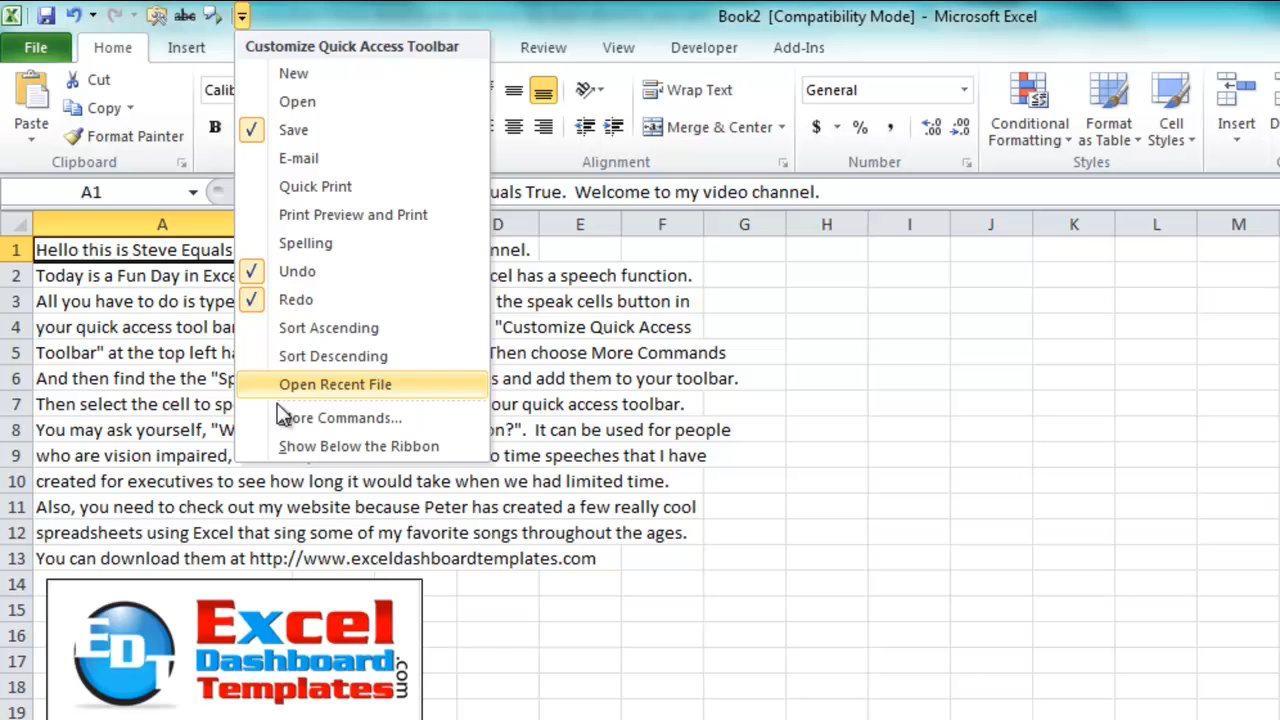 abc
Book2 [Compatibility Mode] - Microsoft Excel
File Home Insert Review View Developer Add-Ins
Customize Quick Access Toolbar
New
Open
Save
E-mail
Quick Print
Print Preview and Print
Spelling
Undo
Redo
Sort Ascending
Sort Descending
Open Recent File
Commands...
Show Below the Ribbon
Paste
Cut
Copy
Format Painter
Clipboard
B
Wrap Text
Merge & Center
Alignment
General
$ % , .00 .0
Number
Conditional Formatting
Format as Table
Cell Styles
Styles
Insert
A1
True. Welcome to my video channel.
A D E F G H I J K L M
1 Hello this is Steve Equals
2 Today is a Fun Day in has a speech function.
3 All you have to do is type the speak cells button in
4 your quick access tool "Customize Quick Access
5 Toolbar" at the top left Then choose More Commands
6 And then find the the and add them to your toolbar.
7 Then select the cell to quick access toolbar.
8 You may ask yourself, It can be used for people
9 who are vision impaired, time speeches that I have
10 created for executives to see how long it would take when we had limited time.
11 Also, you need to check out my website because Peter has created a few really cool
12 spreadsheets using Excel that sing some of my favorite songs throughout the ages.
13 You can download them at http://www.exceldashboardtemplates.com
14
15
16
17
18
19
EDT
Excel
Dashboard
Templates
.com